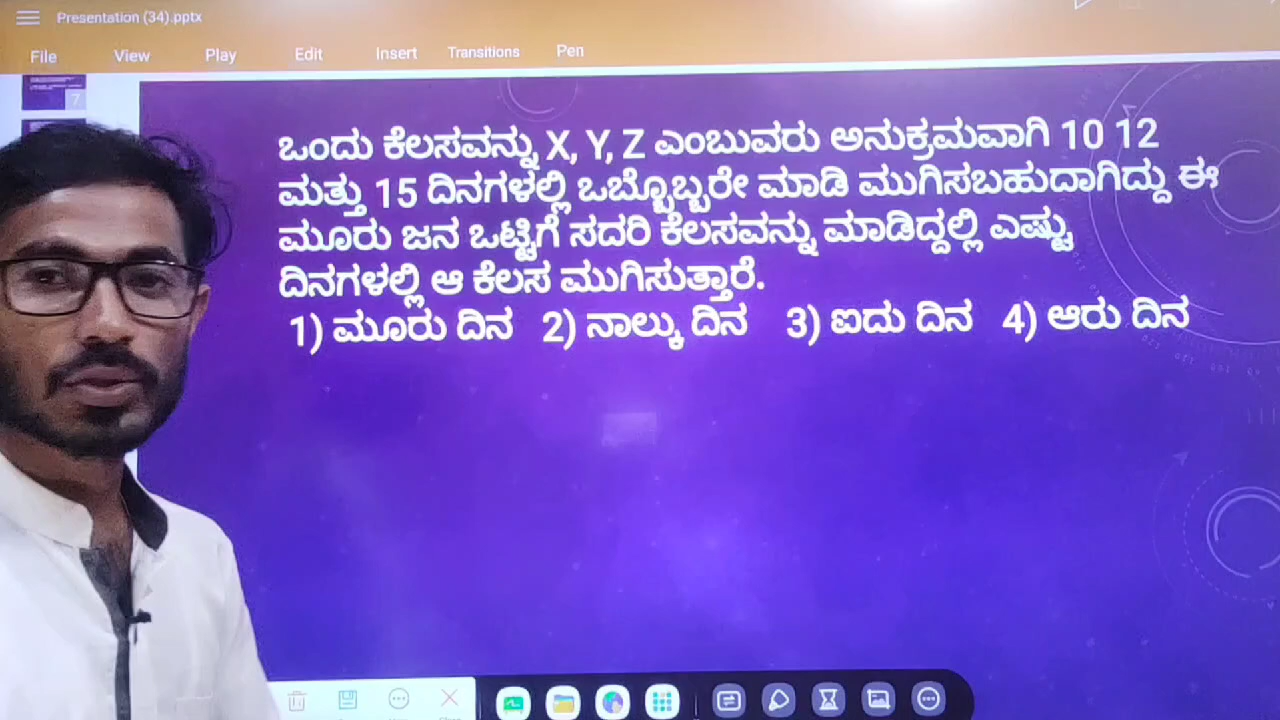 Presentation (34).pptx
File View Play Edit Insert Transitions Pen
7
ಒಂದು ಕೆಲಸವನ್ನು X, Y, Z ಎಂಬುವರು ಅನುಕ್ರಮವಾಗಿ 10 12
ಮತ್ತು 15 ದಿನಗಳಲ್ಲಿ ಒಬ್ಬೊಬ್ಬರೇ ಮಾಡಿ ಮುಗಿಸಬಹುದಾಗಿದ್ದು ಈ
ಮೂರು ಜನ ಒಟ್ಟಿಗೆ ಸದರಿ ಕೆಲಸವನ್ನು ಮಾಡಿದ್ದಲ್ಲಿ ಎಷ್ಟು
ದಿನಗಳಲ್ಲಿ ಆ ಕೆಲಸ ಮುಗಿಸುತ್ತಾರೆ.
1) ಮೂರು ದಿನ 2) ನಾಲ್ಕು ದಿನ 3) ಐದು ದಿನ 4) ಆರು ದಿನ